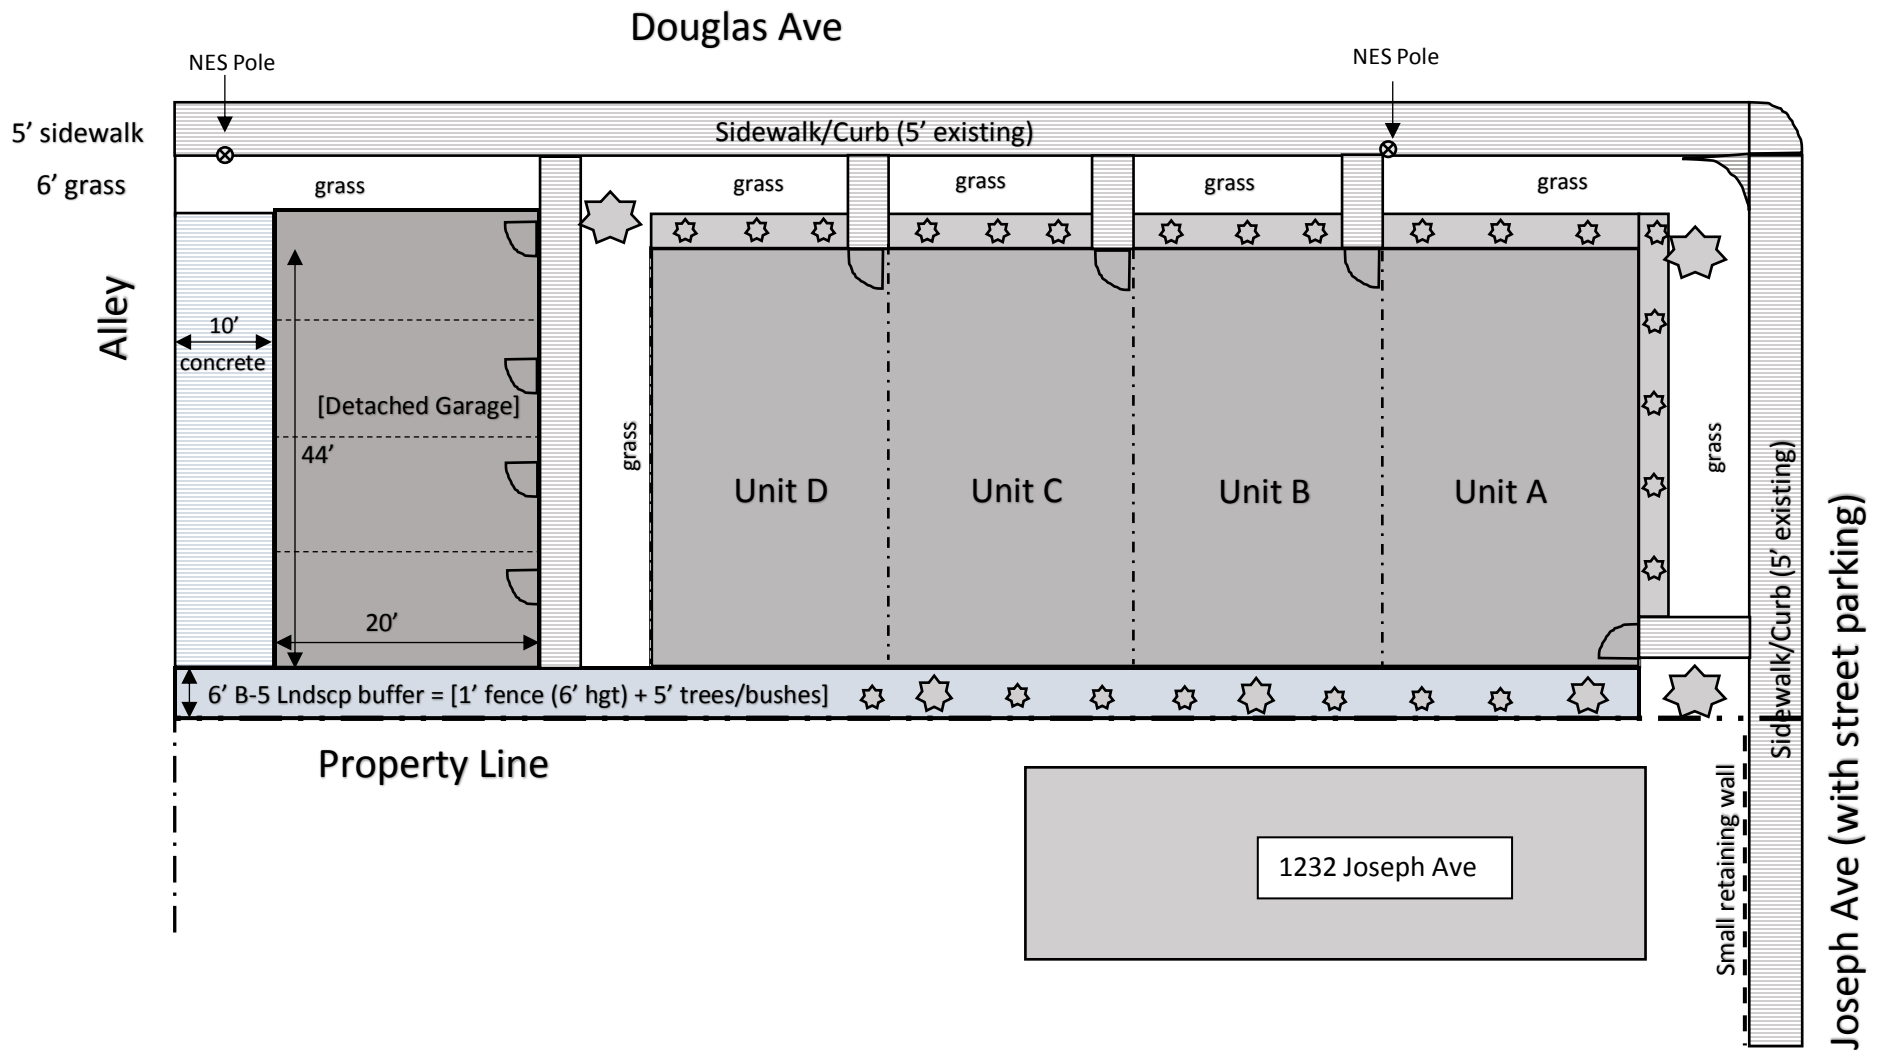 Douglas Ave
NES Pole
NES Pole
5’ sidewalk
Sidewalk/Curb (5’ existing)
6’ grass
grass
grass
grass
grass
grass
Alley
10’
concrete
[Detached Garage]
44’
20’
grass
Unit D
Unit C
Unit B
Unit A
grass
Sidewalk/Curb (5’ existing)
Joseph Ave (with street parking)
6’ B-5 Lndscp buffer = [1’ fence (6’ hgt) + 5’ trees/bushes]
Property Line
1232 Joseph Ave
Small retaining wall